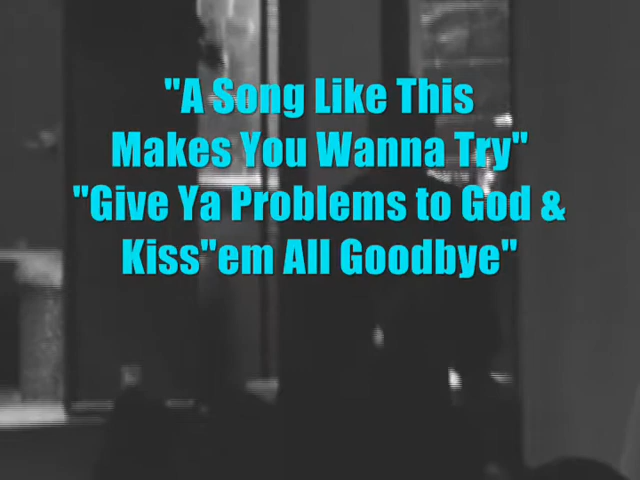 "A Song Like This
Makes You Wanna Try"
"Give Ya Problems to God &
Kiss"em All Goodbye"